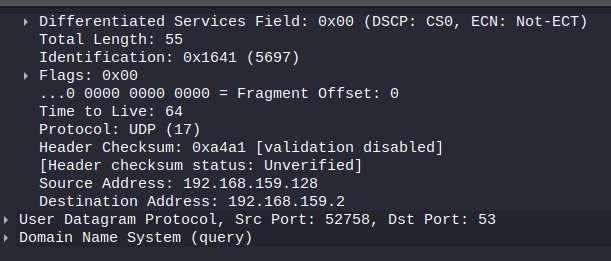 Differentiated Services Field: 0x00 (DSCP: CS0, ECN: Not-ECT)
Total Length: 55
Identification: 0x1641 (5697)
Flags: 0x00
...0 0000 0000 0000 = Fragment Offset: 0
Time to Live: 64
Protocol: UDP (17)
Header Checksum: 0xa4a1 [validation disabled]
[Header checksum status: Unverified]
Source Address: 192.168.159.128
Destination Address: 192.168.159.2
User Datagram Protocol, Src Port: 52758, Dst Port: 53
Domain Name System (query)